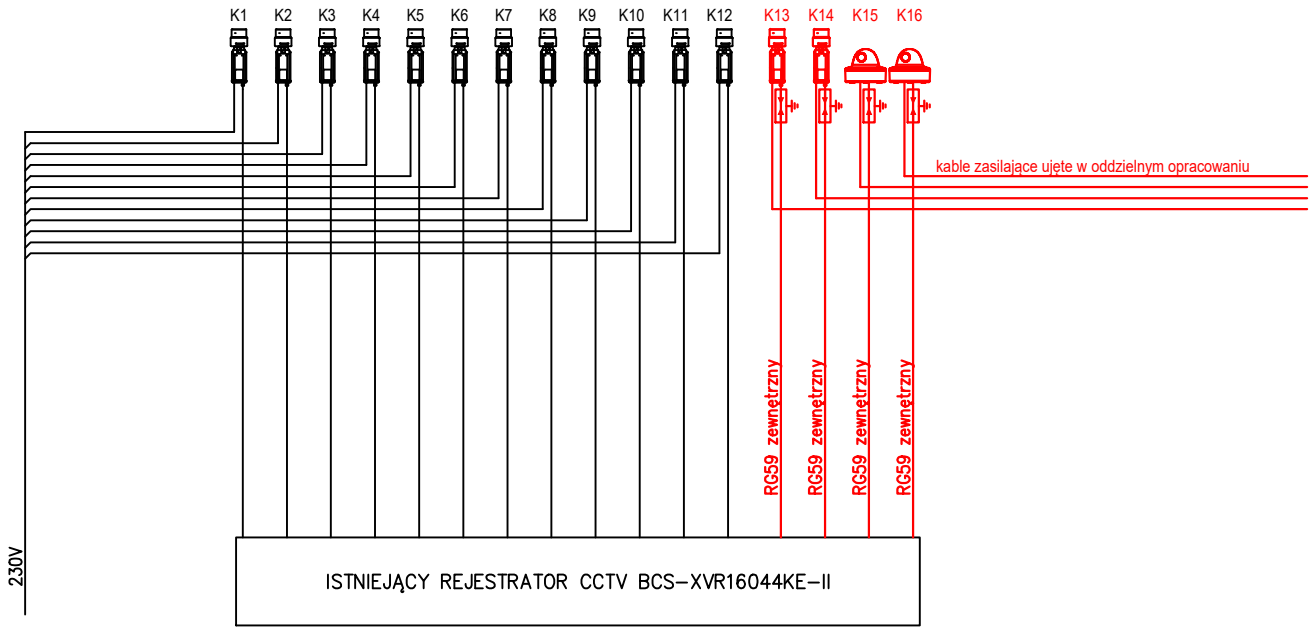 K1 K2 K3 K4 K5 K6 K7 K8 K9 K10 K11 K12 K13 K14 K15 K16
kable zasilające ujęte w oddzielnym opracowaniu
RG59 zewnętrzny
RG59 zewnętrzny
RG59 zewnętrzny
RG59 zewnętrzny
230V
ISTNIEJĄCY REJESTRATOR CCTV BCS-XVR16044KE-II